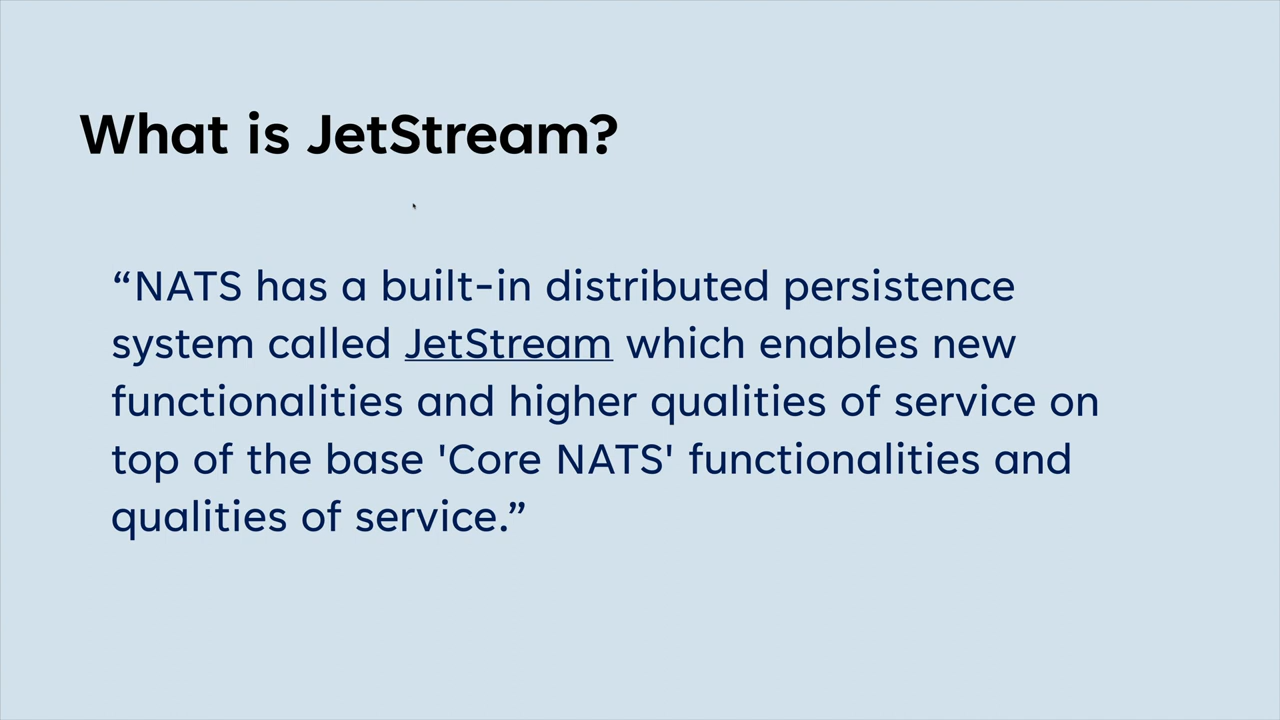 What is JetStream?
“NATS has a built-in distributed persistence
system called JetStream which enables new
functionalities and higher qualities of service on
top of the base 'Core NATS' functionalities and
qualities of service.”